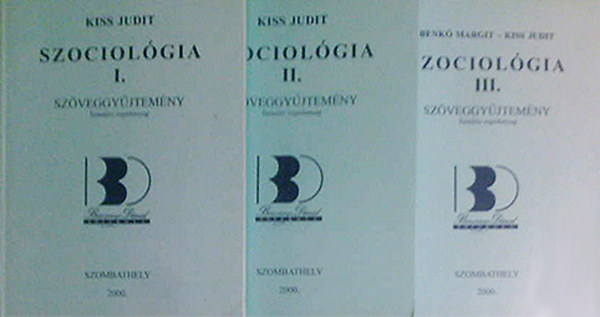 KISS JUDIT
SZOCIOLÓGIA
I.
SZÖVEGGYŰJTEMÉNY
SZOMBATHELY
2000.
KISS JUDIT
OCIOLÓGIA
II.
ÖVEGGYŰJTEMÉNY
SZOMBATHELY
2000.
BENKŐ MARGIT - KISS JUDIT
ZOCIOLÓGIA
III.
SZÖVEGGYŰJTEMÉNY
SZOMBATHELY
2000.